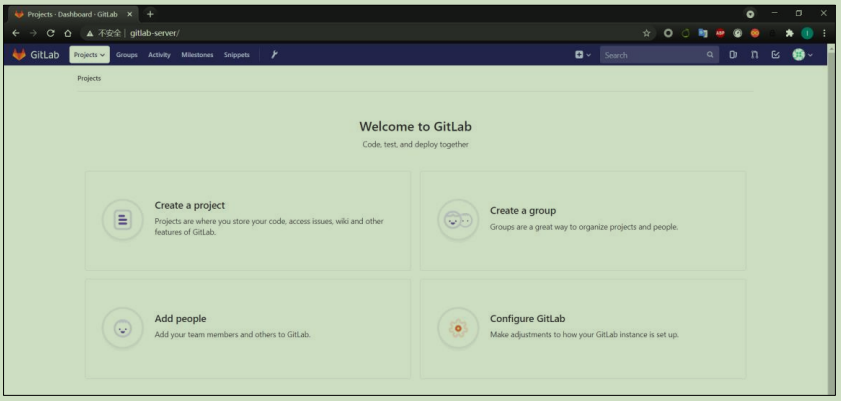 Projects · Dashboard · GitLab
不安全 | gitlab-server/
GitLab Projects Groups Activity Milestones Snippets Search
Projects
Welcome to GitLab
Code, test, and deploy together
Create a project
Projects are where you store your code, access issues, wiki and other
features of GitLab.
Create a group
Groups are a great way to organize projects and people.
Add people
Add your team members and others to GitLab.
Configure GitLab
Make adjustments to how your GitLab instance is set up.